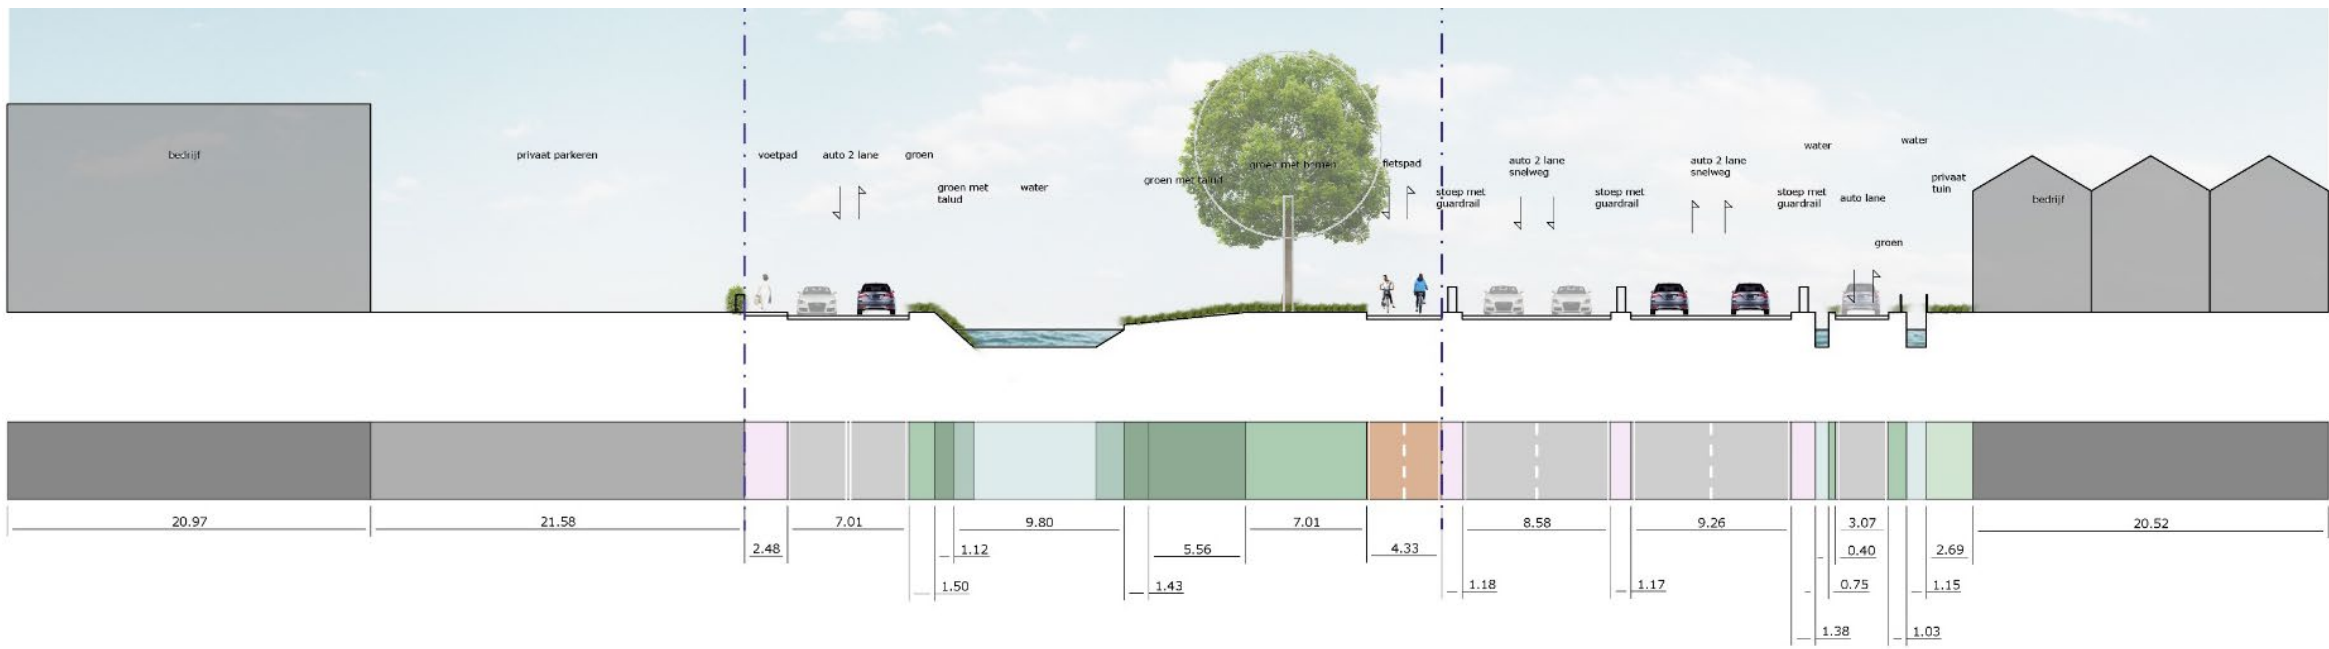 bedrijf
privaat parkeren
voetpad
auto 2 lane
groen
groen met
talud
water
groen met talud
groen met bomen
fietspad
stoep met
guardrail
auto 2 lane
snelweg
stoep met
guardrail
auto 2 lane
snelweg
stoep met
guardrail
water
auto lane
groen
water
privaat
tuin
bedrijf
20.97
21.58
2.48
7.01
1.50
1.12
9.80
1.43
5.56
7.01
4.33
1.18
8.58
1.17
9.26
1.38
0.75
0.40
3.07
1.03
1.15
2.69
20.52